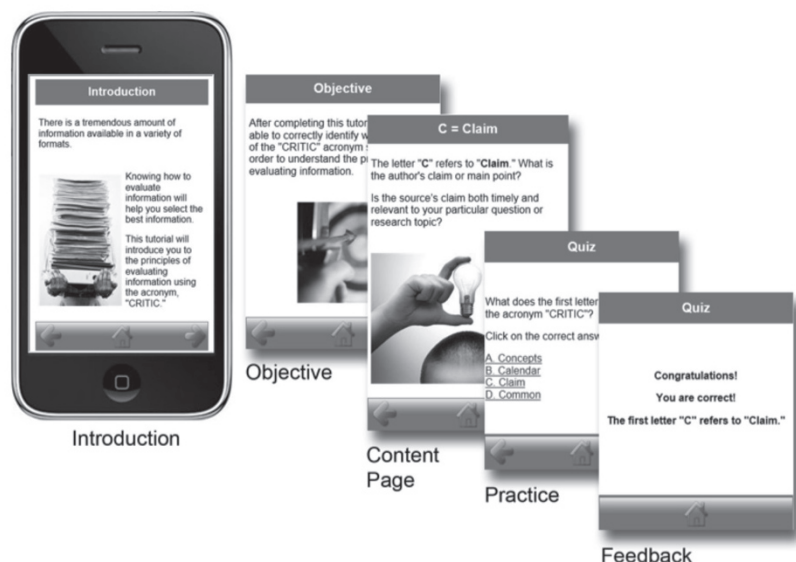 Introduction
There is a tremendous amount of
information available in a variety of
formats.
Knowing how to
evaluate
information will
help you select the
best information.
This tutorial will
introduce you to
the principles of
evaluating
information using
the acronym,
"CRITIC."
Introduction
Objective
After completing this
able to correctly identify
of the "CRITIC" acronym
order to understand the
evaluating information.
Objective
C = Claim
The letter "C" refers to "Claim." What is
the author's claim or main point?
Is the source's claim both timely and
relevant to your particular question or
research topic?
Content
Page
Quiz
What does the first letter
the acronym "CRITIC"?
Click on the correct
A. Concepts
B. Calendar
C. Claim
D. Common
Practice
Quiz
Congratulations!
You are correct!
The first letter "C" refers to "Claim."
Feedback